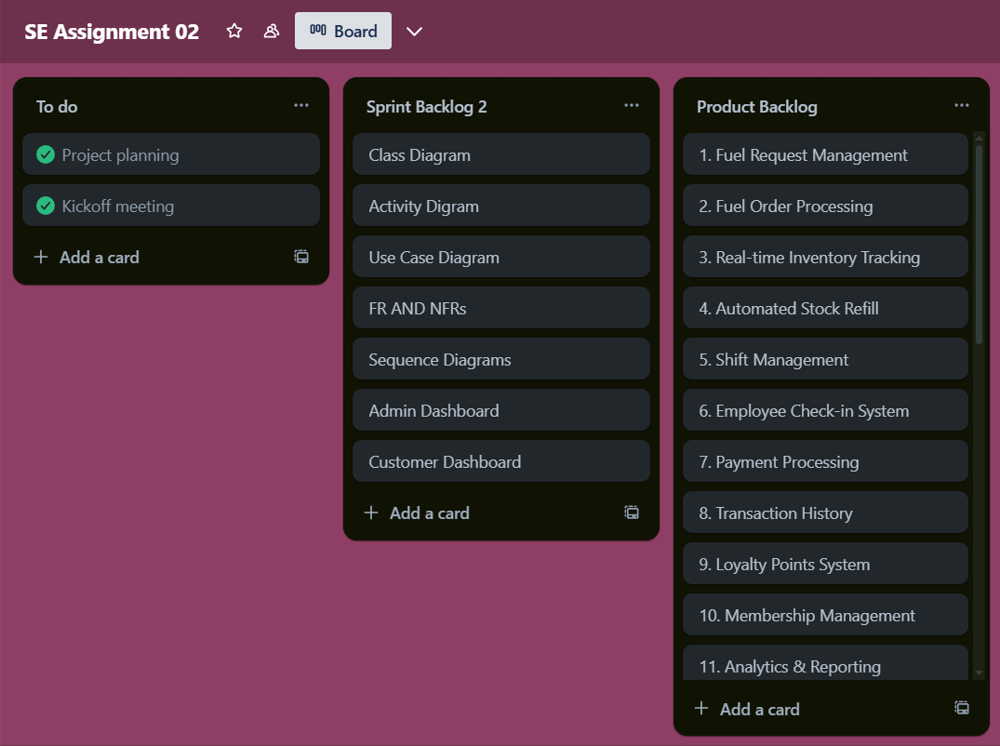 SE Assignment 02
Board
To do
Project planning
Kickoff meeting
Add a card
Sprint Backlog 2
Class Diagram
Activity Digram
Use Case Diagram
FR AND NFRs
Sequence Diagrams
Admin Dashboard
Customer Dashboard
Add a card
Product Backlog
1. Fuel Request Management
2. Fuel Order Processing
3. Real-time Inventory Tracking
4. Automated Stock Refill
5. Shift Management
6. Employee Check-in System
7. Payment Processing
8. Transaction History
9. Loyalty Points System
10. Membership Management
11. Analytics & Reporting
Add a card